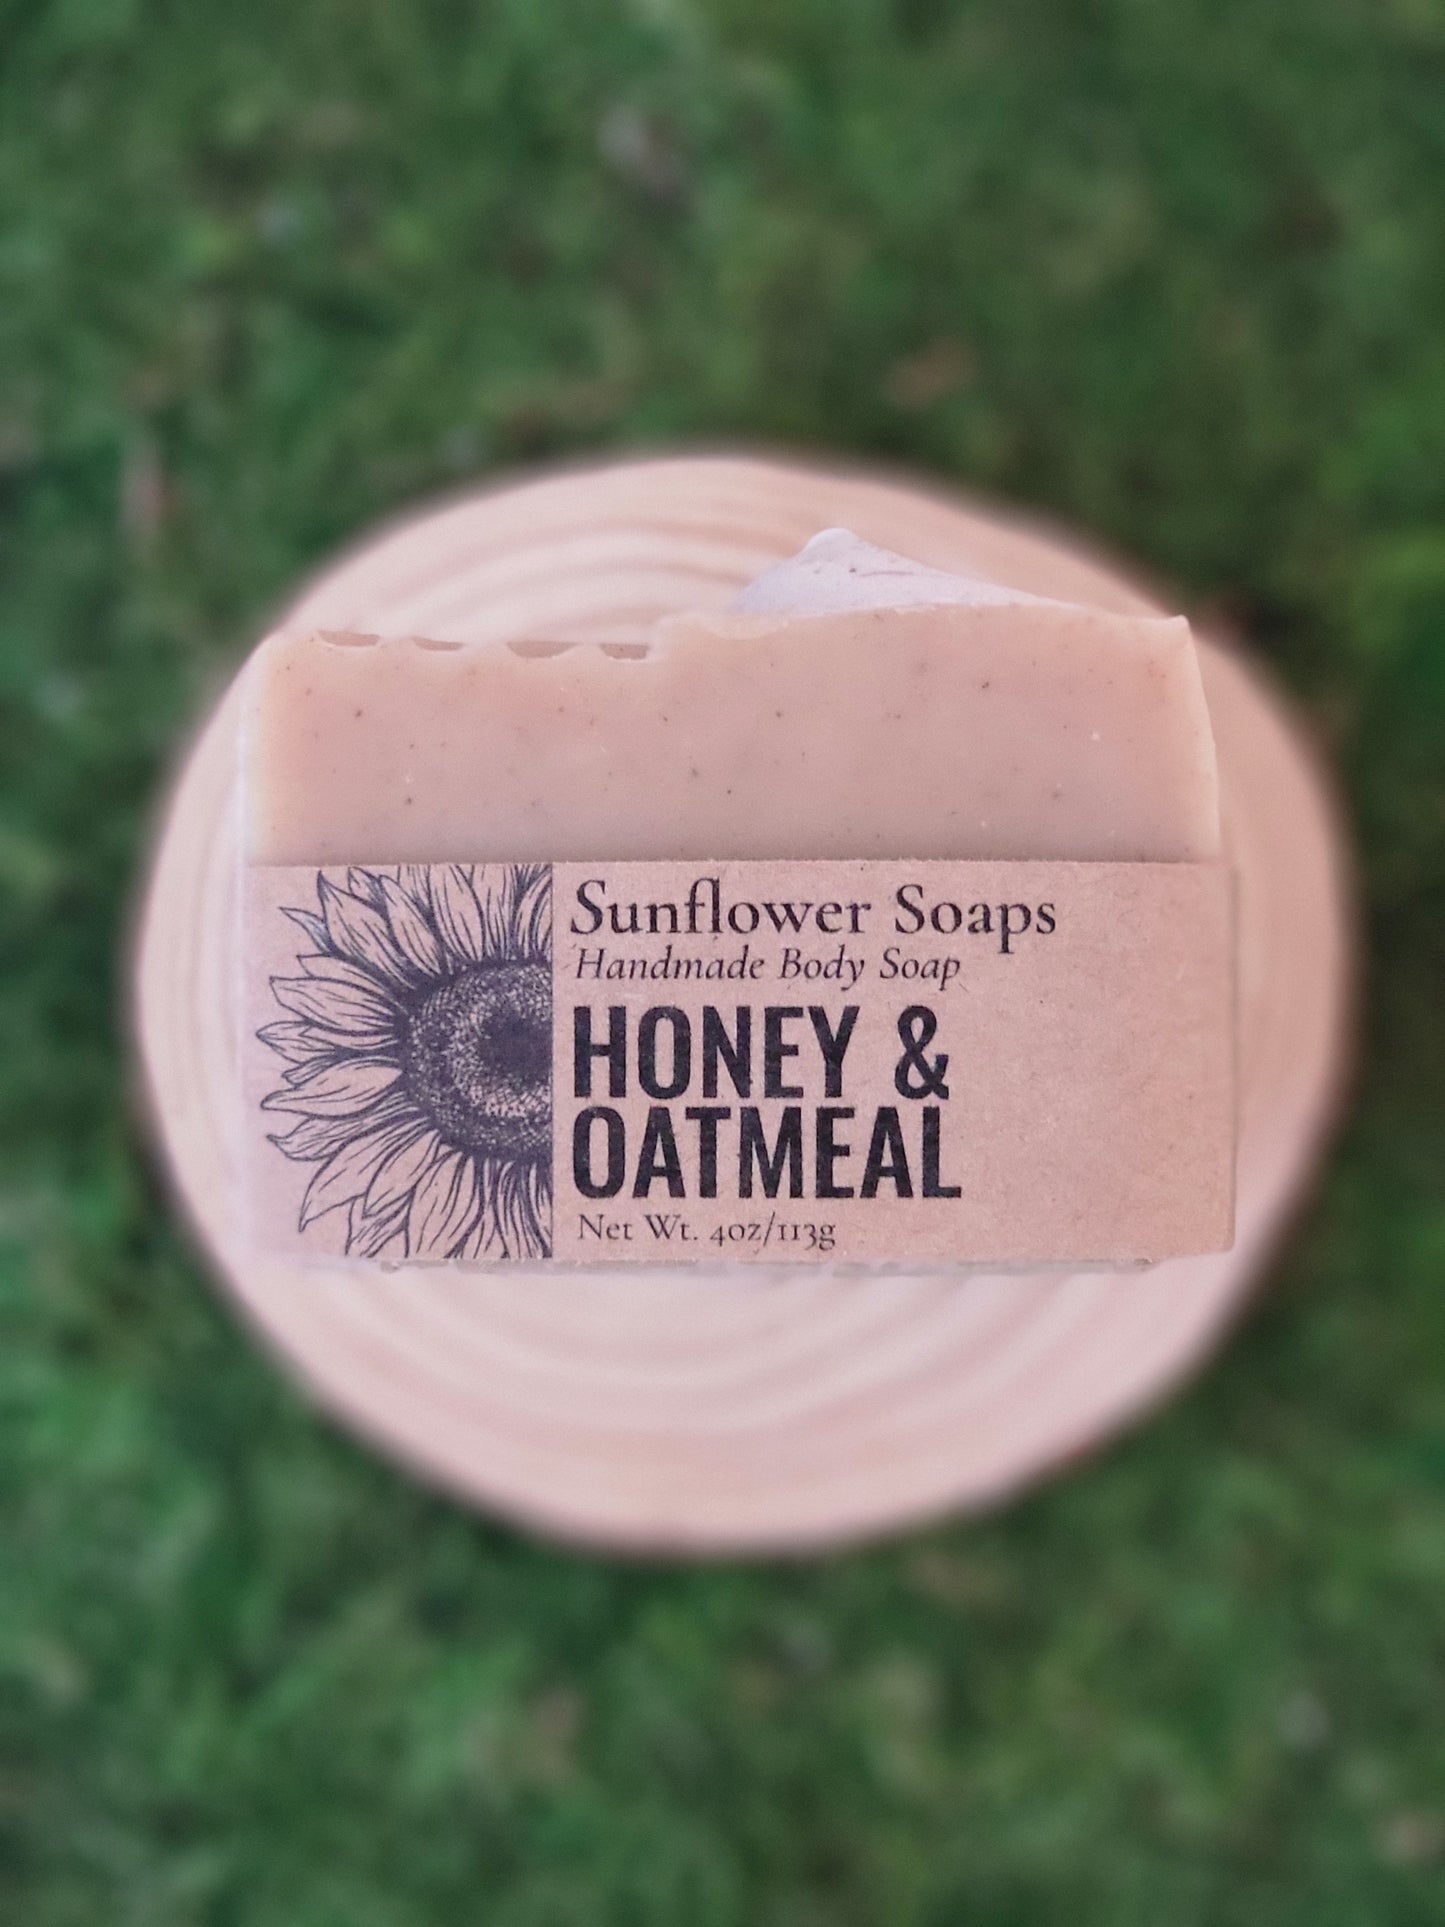 Sunflower Soaps
Handmade Body Soap
HONEY &
OATMEAL
Net Wt. 4oz/113g